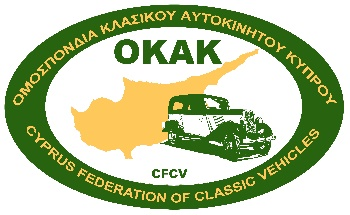 ΟΜΟΣΠΟΝΔΙΑ ΚΛΑΣΙΚΟΥ ΑΥΤΟΚΙΝΗΤΟΥ ΚΥΠΡΟΥ
ΟΚΑΚ
CFCV
CYPRUS FEDERATION OF CLASSIC VEHICLES